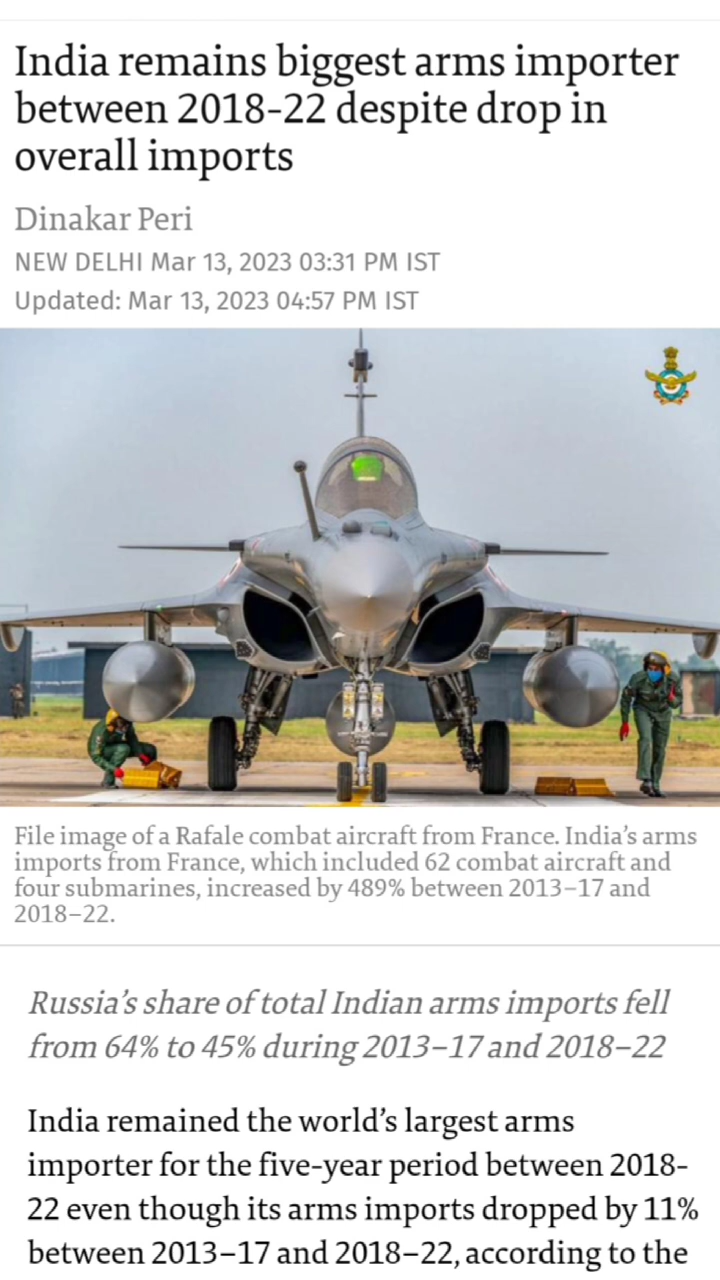 India remains biggest arms importer
between 2018-22 despite drop in
overall imports
Dinakar Peri
NEW DELHI Mar 13, 2023 03:31 PM IST
Updated: Mar 13, 2023 04:57 PM IST
File image of a Rafale combat aircraft from France. India’s arms
imports from France, which included 62 combat aircraft and
four submarines, increased by 489% between 2013–17 and
2018–22.
Russia’s share of total Indian arms imports fell
from 64% to 45% during 2013–17 and 2018–22
India remained the world’s largest arms
importer for the five-year period between 2018-
22 even though its arms imports dropped by 11%
between 2013–17 and 2018–22, according to the